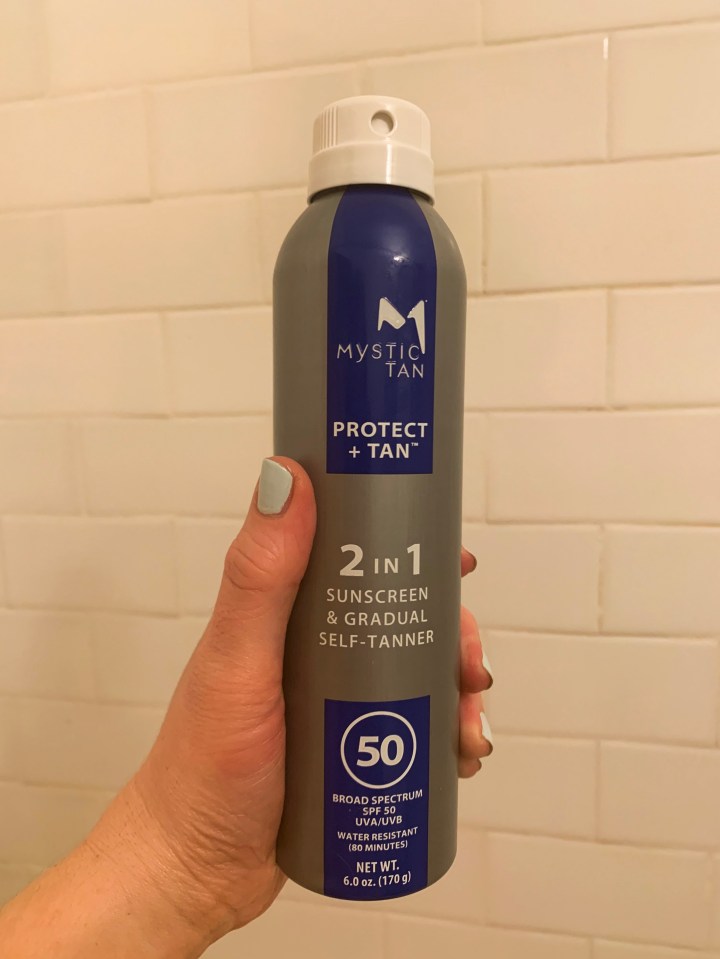 MYSTIC
TAN
PROTECT
+ TAN™
2 IN 1
SUNSCREEN
& GRADUAL
SELF-TANNER
50
BROAD SPECTRUM
SPF 50
UVA/UVB
WATER RESISTANT
(80 MINUTES)
NET WT.
6.0 oz. (170 g)